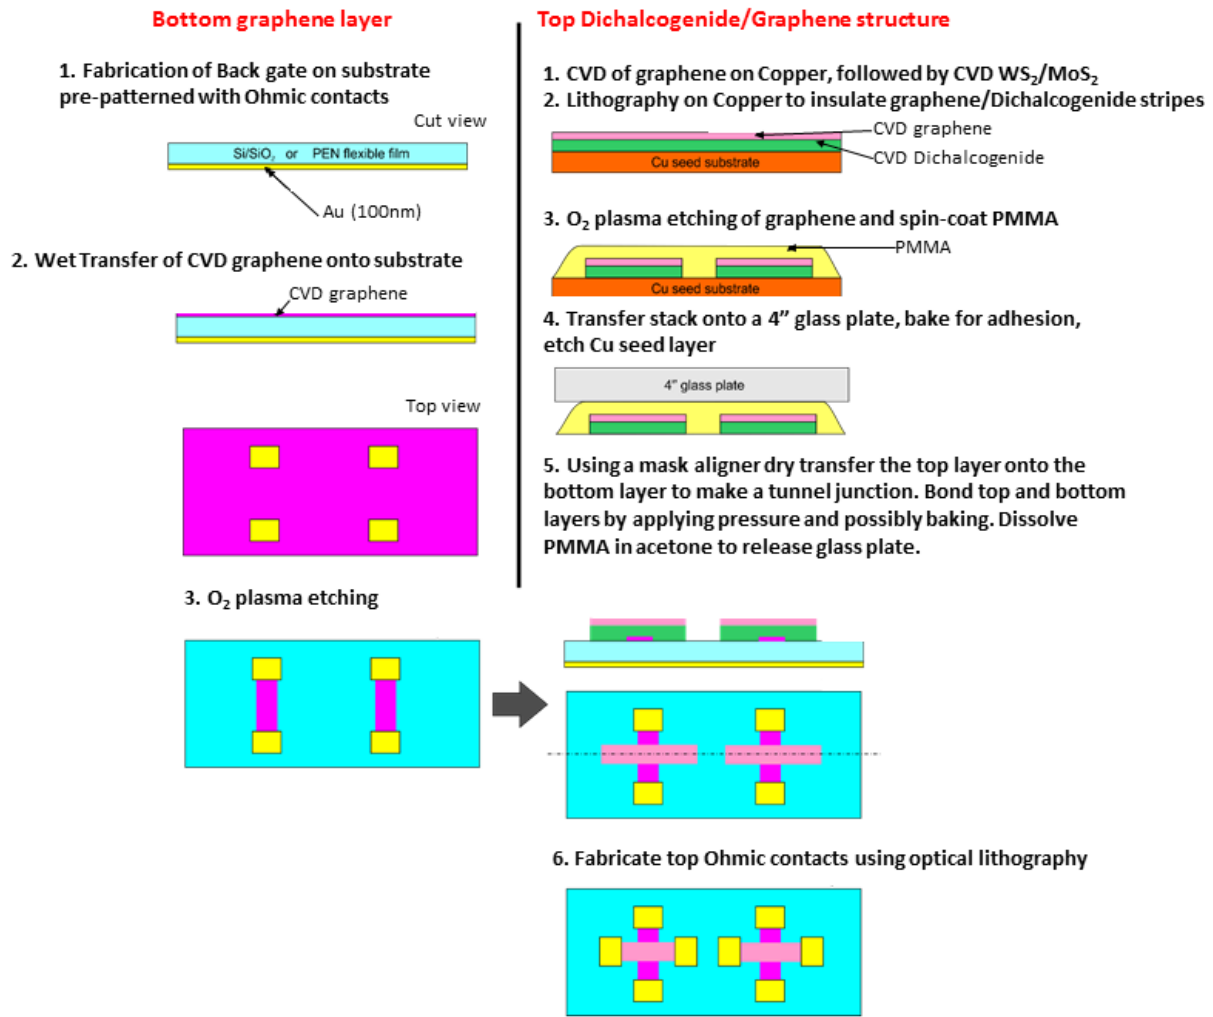 Bottom graphene layer
1. Fabrication of Back gate on substrate
pre-patterned with Ohmic contacts
Cut view
Si/SiO₂ or PEN flexible film
Au (100nm)
2. Wet Transfer of CVD graphene onto substrate
CVD graphene
Top view
3. O₂ plasma etching
Top Dichalcogenide/Graphene structure
1. CVD of graphene on Copper, followed by CVD WS₂/MoS₂
2. Lithography on Copper to insulate graphene/Dichalcogenide stripes
CVD graphene
CVD Dichalcogenide
Cu seed substrate
3. O₂ plasma etching of graphene and spin-coat PMMA
PMMA
Cu seed substrate
4. Transfer stack onto a 4” glass plate, bake for adhesion,
etch Cu seed layer
4″ glass plate
5. Using a mask aligner dry transfer the top layer onto the
bottom layer to make a tunnel junction. Bond top and bottom
layers by applying pressure and possibly baking. Dissolve
PMMA in acetone to release glass plate.
6. Fabricate top Ohmic contacts using optical lithography